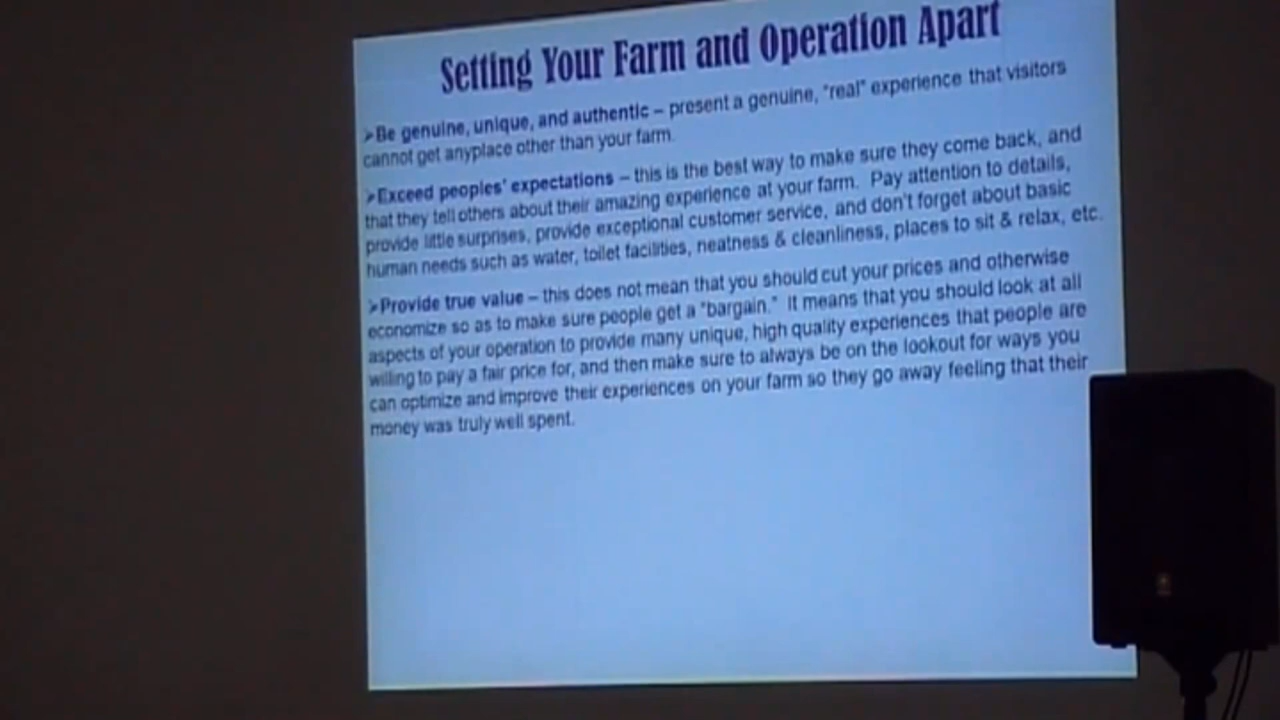 Setting Your Farm and Operation Apart
➢Be genuine, unique, and authentic – present a genuine, "real" experience that visitors
cannot get anyplace other than your farm.
➢Exceed peoples' expectations – this is the best way to make sure they come back, and
that they tell others about their amazing experience at your farm. Pay attention to details,
provide little surprises, provide exceptional customer service, and don't forget about basic
human needs such as water, toilet facilities, neatness & cleanliness, places to sit & relax, etc.
➢Provide true value – this does not mean that you should cut your prices and otherwise
economize so as to make sure people get a "bargain." It means that you should look at all
aspects of your operation to provide many unique, high quality experiences that people are
willing to pay a fair price for, and then make sure to always be on the lookout for ways you
can optimize and improve their experiences on your farm so they go away feeling that their
money was truly well spent.